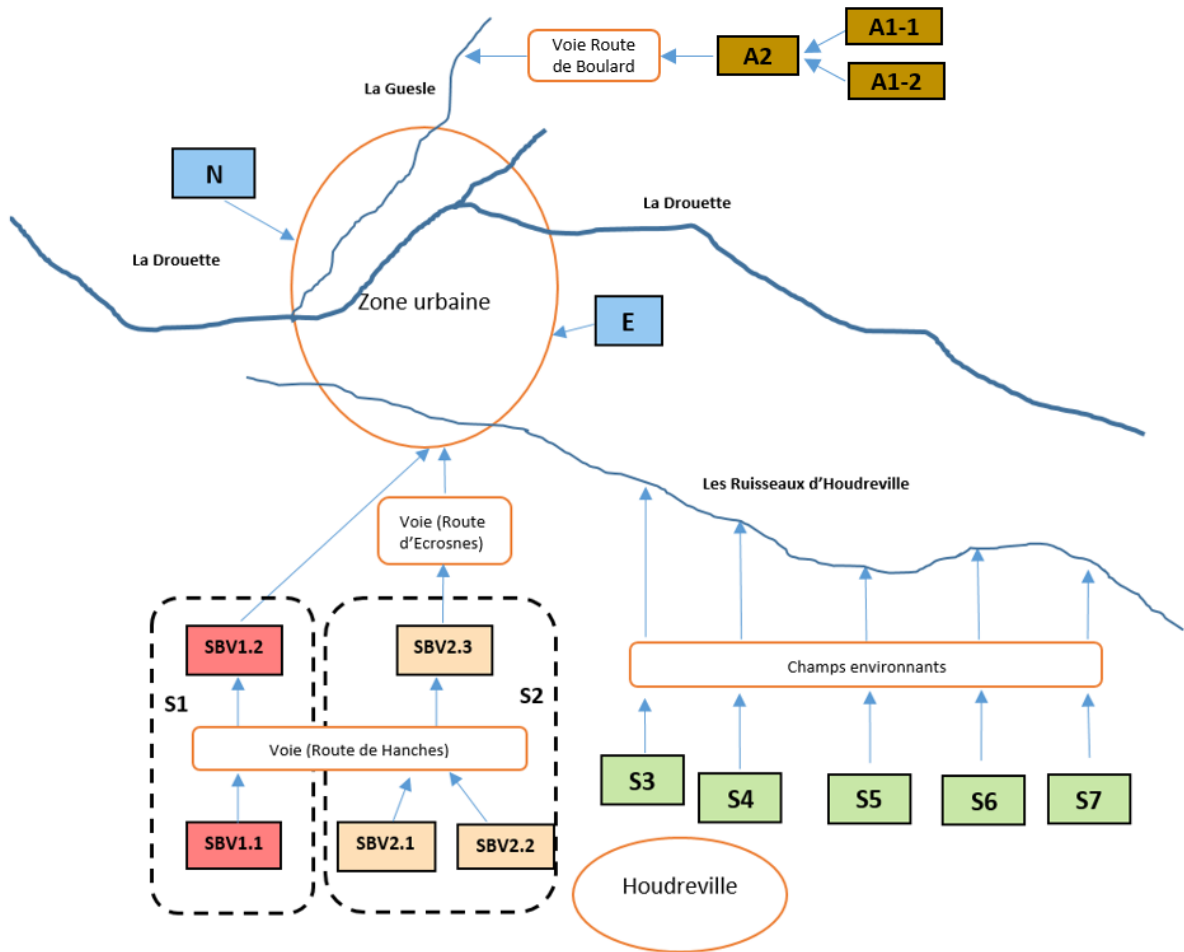 A1-1
Voie Route
de Boulard
A2
A1-2
La Guesle
N
La Drouette
La Drouette
Zone urbaine
E
Les Ruisseaux d’Houdreville
Voie (Route
d’Ecrosnes)
SBV1.2
SBV2.3
Champs environnants
S1
S2
Voie (Route de Hanches)
S3
S4
S5
S6
S7
SBV1.1
SBV2.1
SBV2.2
Houdreville